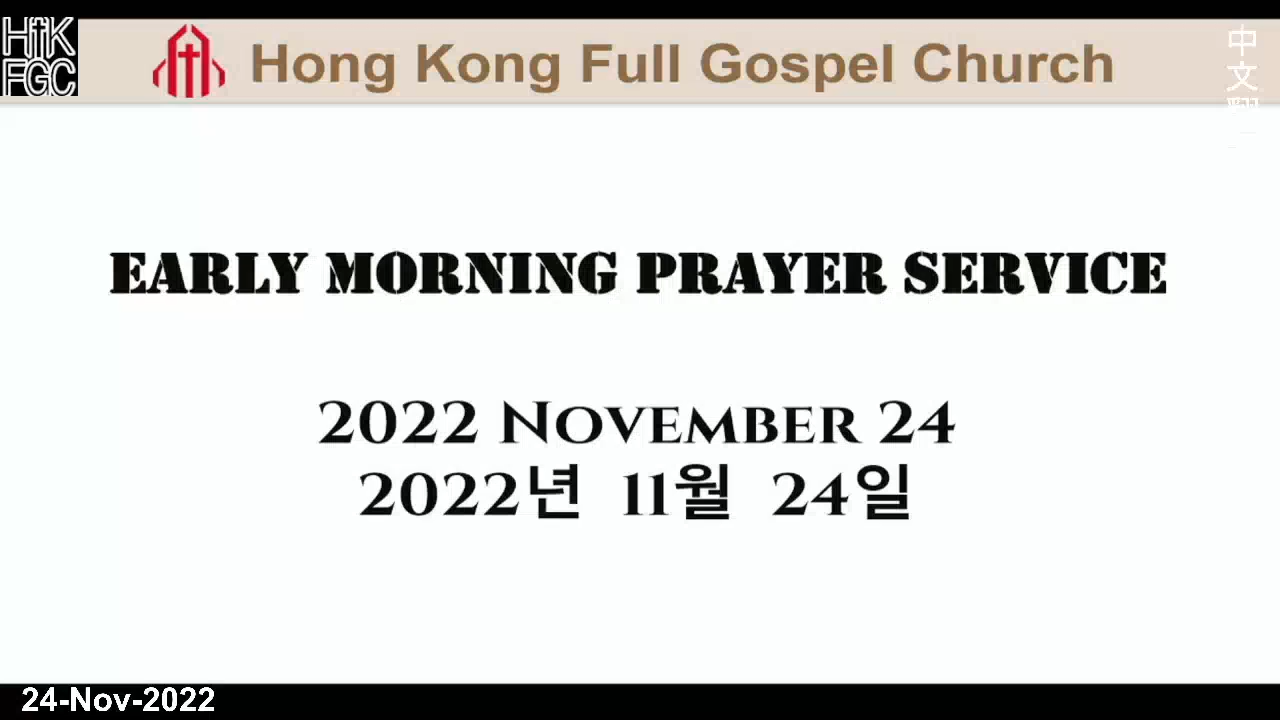 HK
FGC
Hong Kong Full Gospel Church
中
文
EARLY MORNING PRAYER SERVICE
2022 NOVEMBER 24
2022년 11월 24일
24-Nov-2022